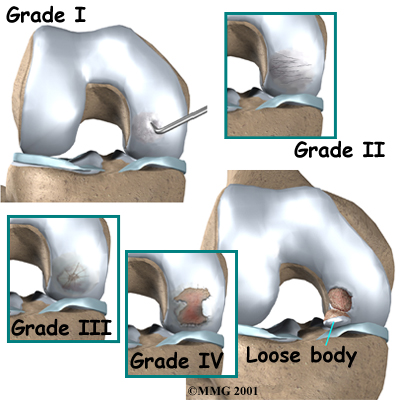 Grade I
Grade II
Grade III
Grade IV
Loose body
©MMG 2001